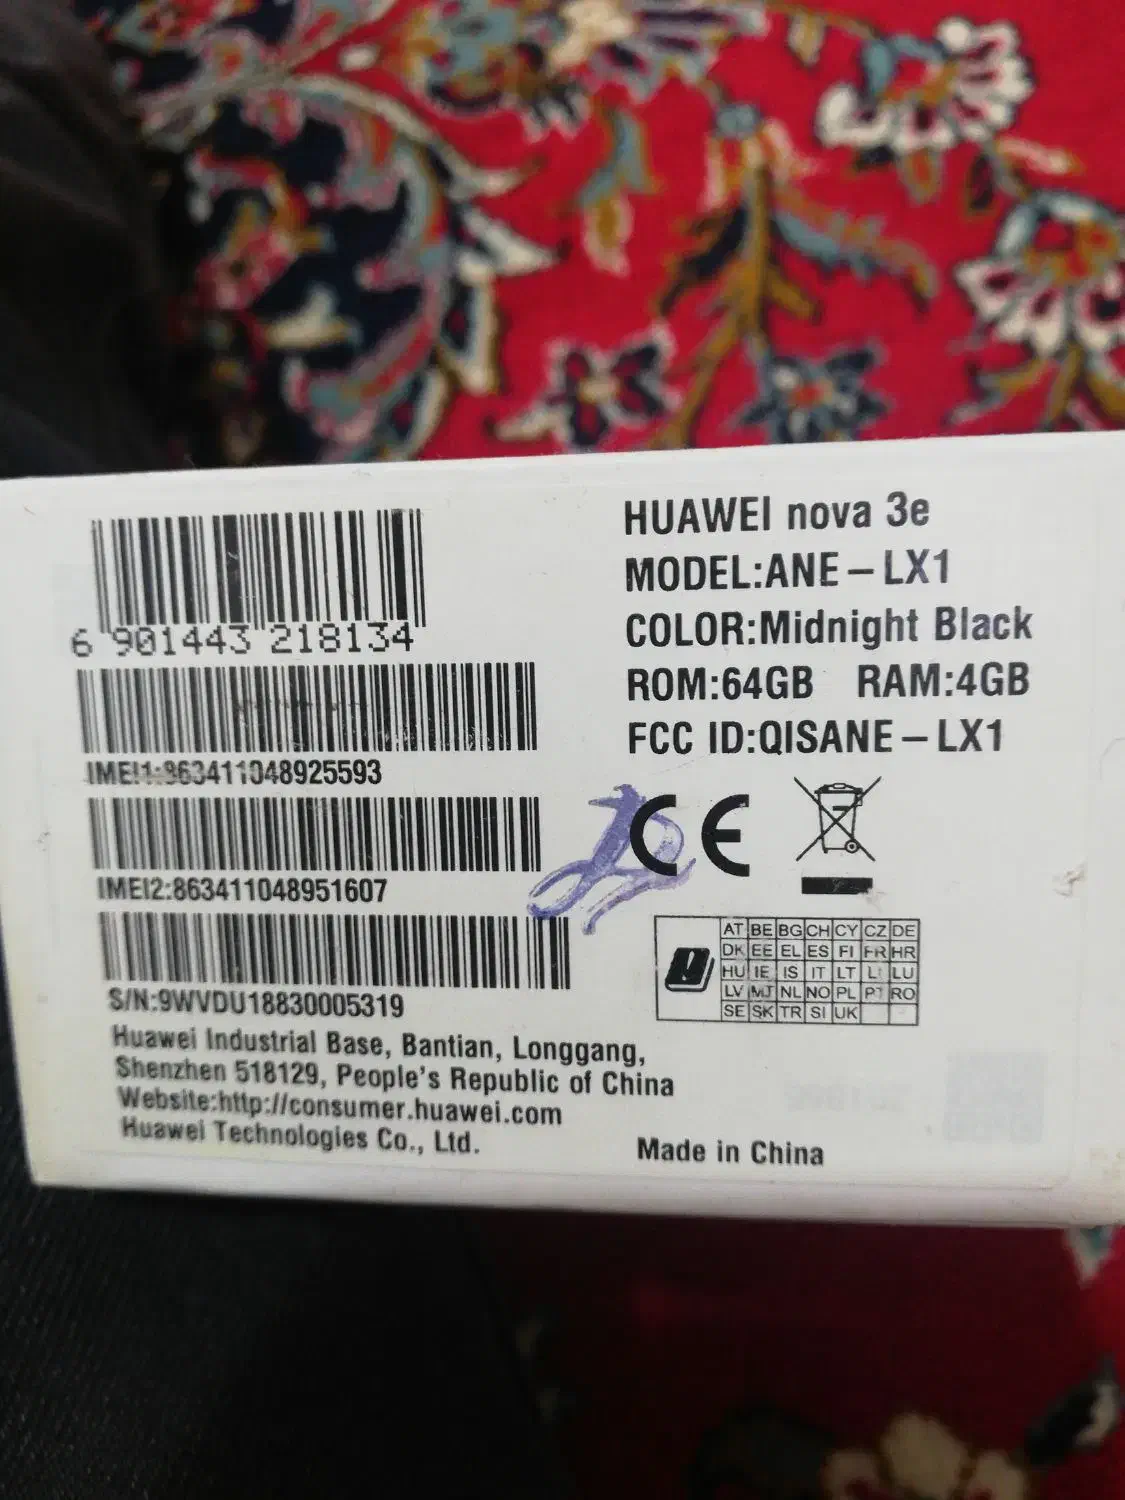 6 901443 218134
IMEI1:863411048925593
IMEI2:863411048951607
S/N:9WVDU18830005319
Huawei Industrial Base, Bantian, Longgang,
Shenzhen 518129, People's Republic of China
Website:http://consumer.huawei.com
Huawei Technologies Co., Ltd.
HUAWEI nova 3e
MODEL:ANE–LX1
COLOR:Midnight Black
ROM:64GB RAM:4GB
FCC ID:QISANE–LX1
CE
AT BE BG CH CY CZ DE
DK EE EL ES FI FR HR
HU IE IS IT LT LU
LV NL NO PL PT RO
SE SK TR SI UK
Made in China